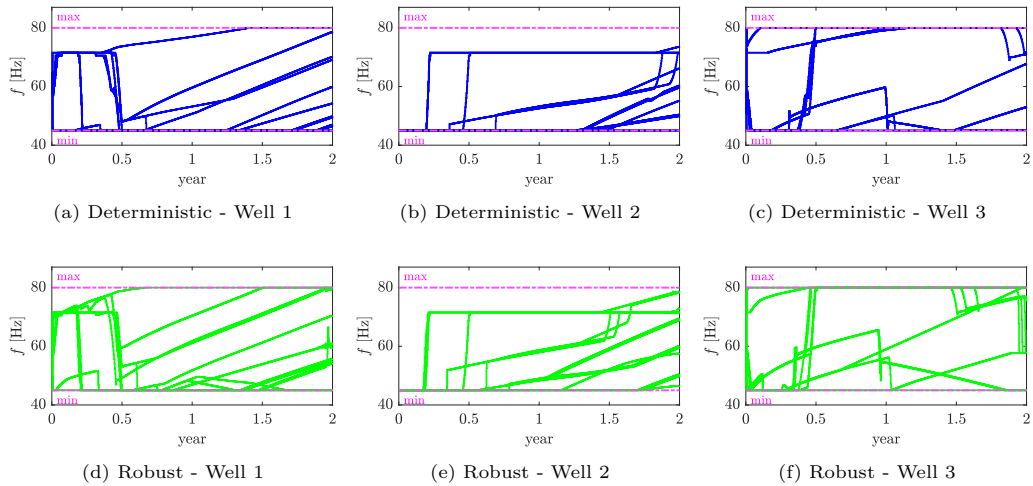 max
max
max
80
80
80
f [Hz]
f [Hz]
f [Hz]
60
60
60
min
min
min
40
40
40
0
0.5
1
1.5
2
0
0.5
1
1.5
2
0
0.5
1
1.5
2
year
year
year
(a) Deterministic - Well 1
(b) Deterministic - Well 2
(c) Deterministic - Well 3
max
max
max
80
80
80
f [Hz]
f [Hz]
f [Hz]
60
60
60
min
min
min
40
40
40
0
0.5
1
1.5
2
0
0.5
1
1.5
2
0
0.5
1
1.5
2
year
year
year
(d) Robust - Well 1
(e) Robust - Well 2
(f) Robust - Well 3